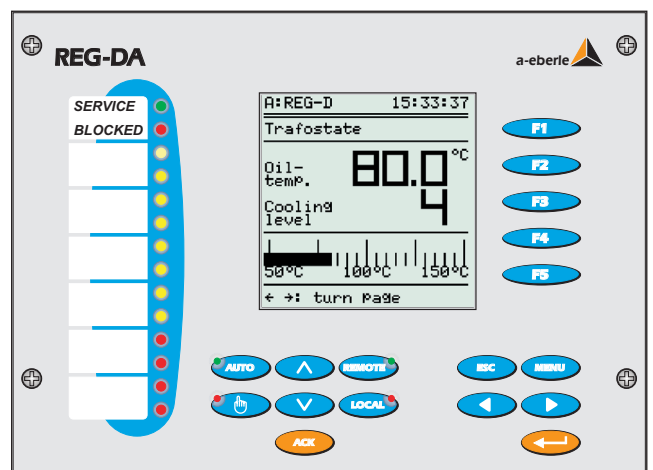 REG-DA
a-eberle
SERVICE
BLOCKED
A:REG-D 15:33:37
Trafostate
Oil-
temp. 80.0 °C
Cooling
level 4
50°C 100°C 150°C
← →: turn Page
F1
F2
F3
F4
F5
AUTO REMOTE ESC MENU
LOCAL
ACK